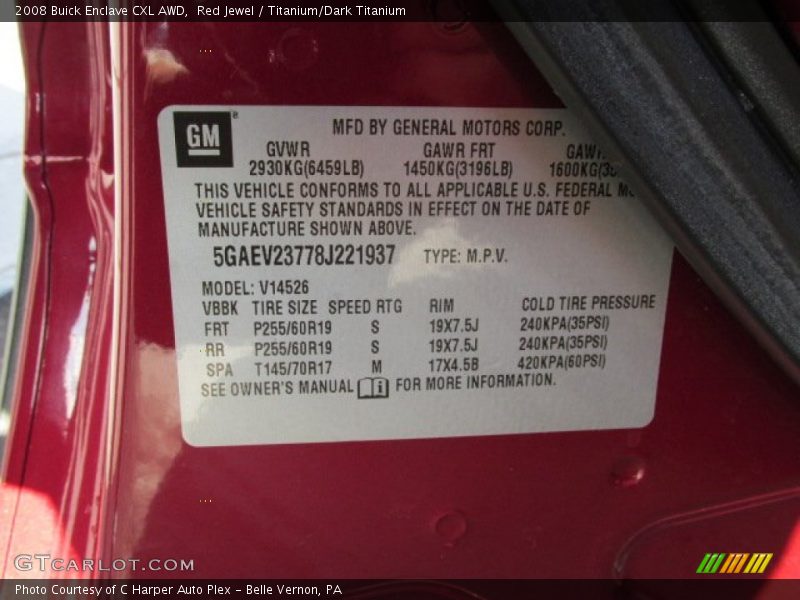 2008 Buick Enclave CXL AWD,  Red Jewel / Titanium/Dark Titanium
GM
MFD BY GENERAL MOTORS CORP.
GVWR GAWR FRT
2930KG(6459LB) 1450KG(3196LB) 1600KG
THIS VEHICLE CONFORMS TO ALL APPLICABLE U.S. FEDERAL
VEHICLE SAFETY STANDARDS IN EFFECT ON THE DATE OF
MANUFACTURE SHOWN ABOVE.
5GAEV23778J221937 TYPE: M.P.V.
MODEL: V14526
VBBK TIRE SIZE SPEED RTG RIM COLD TIRE PRESSURE
FRT P255/60R19 S 19X7.5J 240KPA(35PSI)
RR P255/60R19 S 19X7.5J 240KPA(35PSI)
SPA T145/70R17 M 17X4.5B 420KPA(60PSI)
SEE OWNER'S MANUAL FOR MORE INFORMATION.
GTCarLot.com
Photo Courtesy of C Harper Auto Plex - Belle Vernon, PA